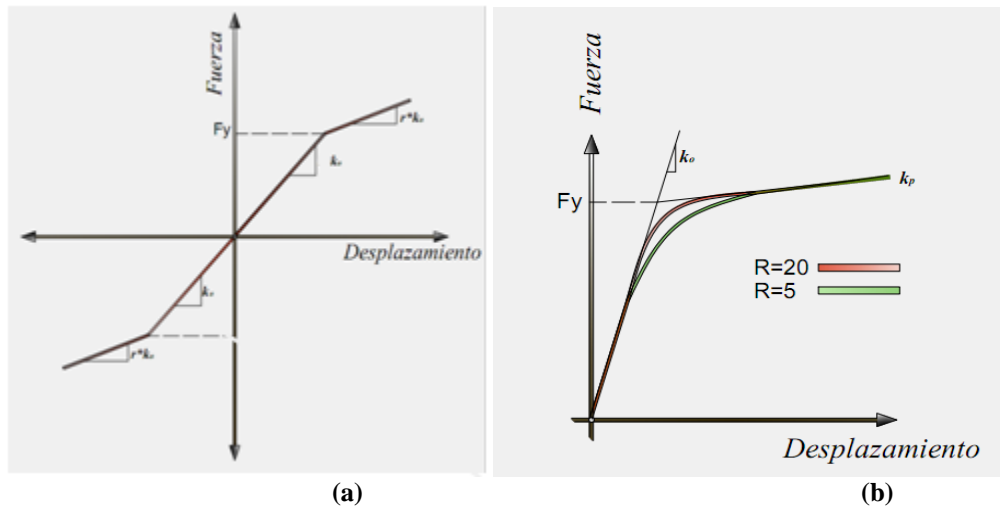 Fuerza
Fy
r*kₒ
kₒ
Desplazamiento
kₒ
r*kₒ
(a)
Fuerza
kₒ
Fy
kₚ
R=20
R=5
Desplazamiento
(b)